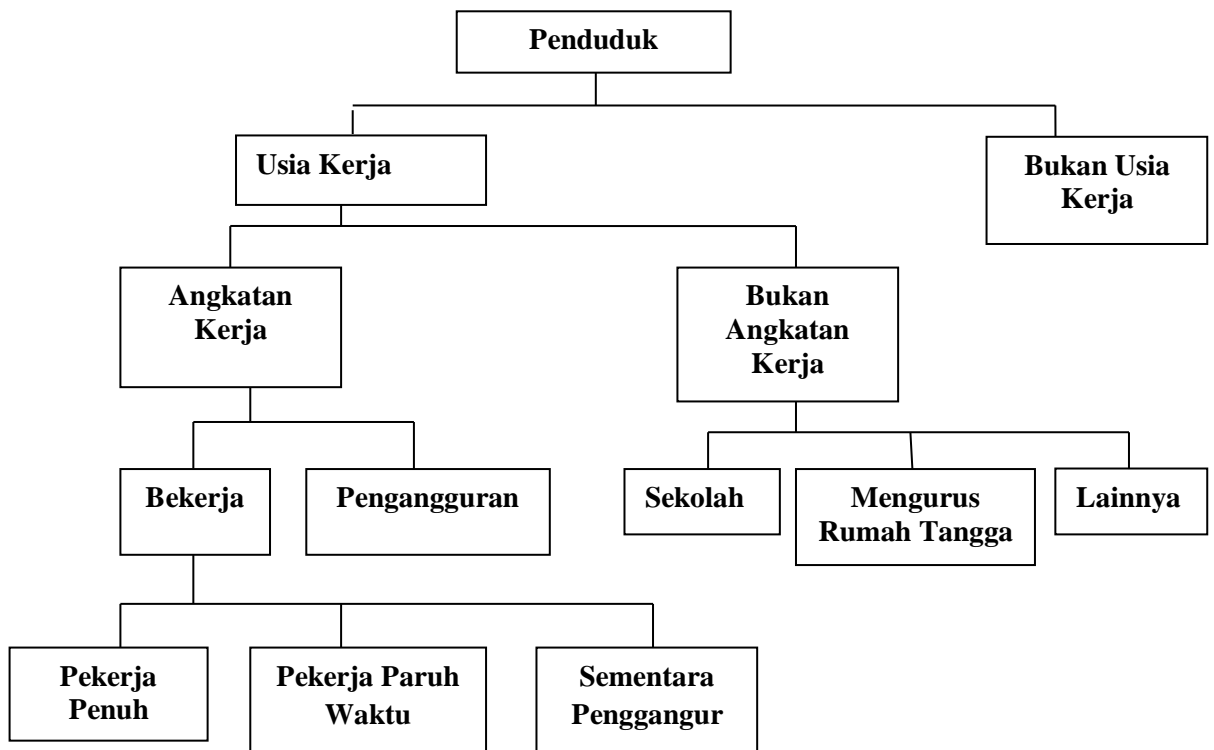 Penduduk
Usia Kerja
Bukan Usia
Kerja
Angkatan
Kerja
Bukan
Angkatan
Kerja
Bekerja
Pengangguran
Sekolah
Mengurus
Rumah Tangga
Lainnya
Pekerja
Penuh
Pekerja Paruh
Waktu
Sementara
Penggangur